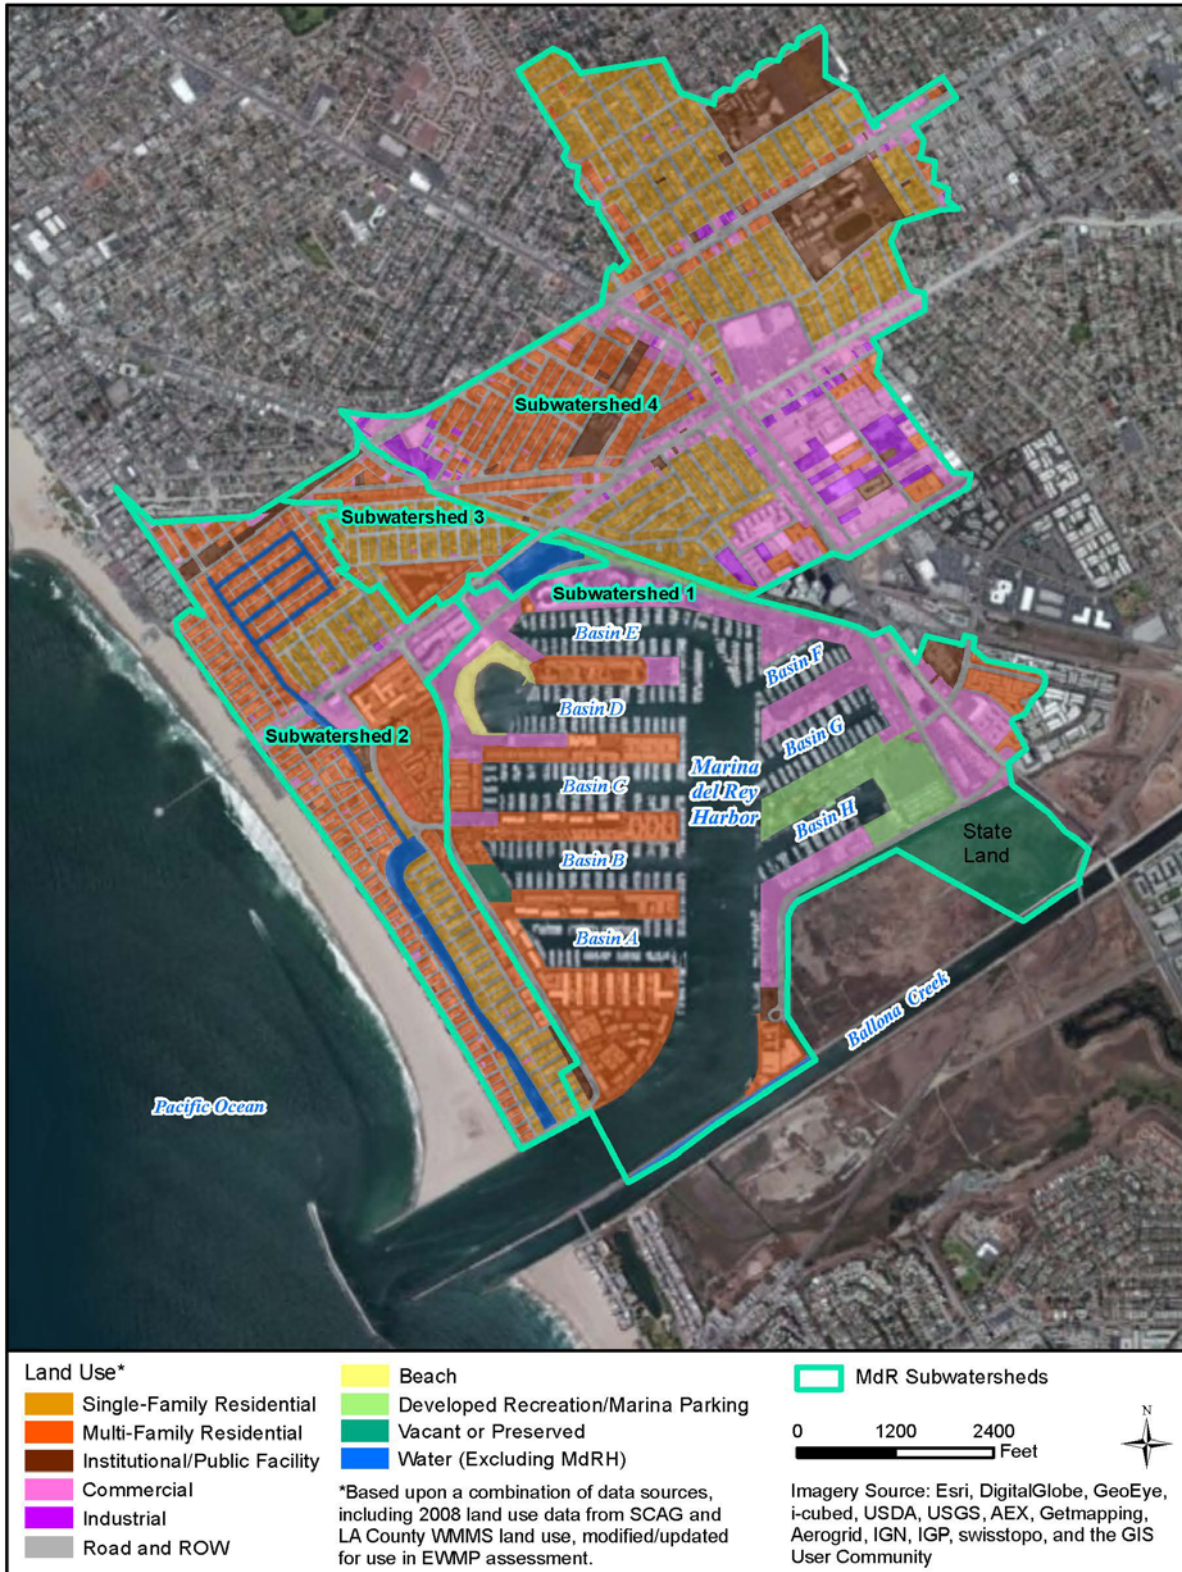 Subwatershed 4
Subwatershed 3
Subwatershed 1
Basin E
Basin F
Basin D
Basin G
Subwatershed 2
Marina
del Rey
Harbor
Basin C
Basin H
State
Land
Basin B
Basin A
Ballona Creek
Pacific Ocean
Land Use*
Single-Family Residential
Multi-Family Residential
Institutional/Public Facility
Commercial
Industrial
Road and ROW
Beach
Developed Recreation/Marina Parking
Vacant or Preserved
Water (Excluding MdRH)
*Based upon a combination of data sources,
including 2008 land use data from SCAG and
LA County WMMS land use, modified/updated
for use in EWMP assessment.
MdR Subwatersheds
0 1200 2400
Feet
N
Imagery Source: Esri, DigitalGlobe, GeoEye,
i-cubed, USDA, USGS, AEX, Getmapping,
Aerogrid, IGN, IGP, swisstopo, and the GIS
User Community